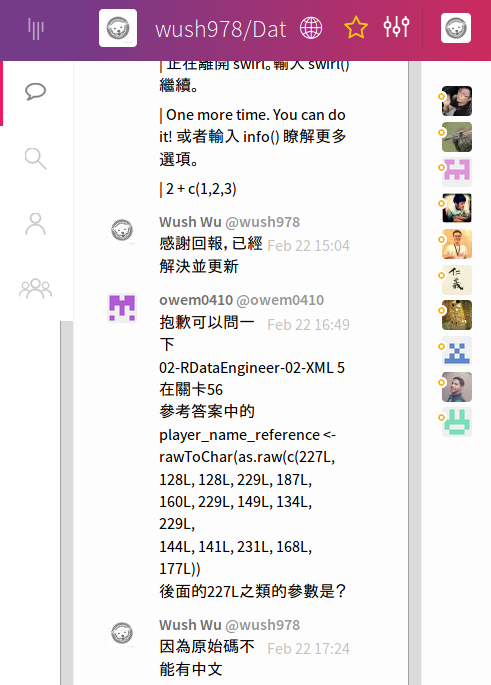 wush978/Dat
| 正在離開 swirl。輸入 swirl()
繼續。
| One more time. You can do
it! 或者輸入 info() 瞭解更多
選項。
| 2 + c(1,2,3)
Wush Wu @wush978
感謝回報, 已經 Feb 22 15:04
解決並更新
owem0410 @owem0410
抱歉可以問一 Feb 22 16:49
下
02-RDataEngineer-02-XML 5
在關卡56
參考答案中的
player_name_reference <-
rawToChar(as.raw(c(227L,
128L, 128L, 229L, 187L,
160L, 229L, 149L, 134L,
229L,
144L, 141L, 231L, 168L,
177L))
後面的227L之類的參數是?
Wush Wu @wush978
因為原始碼不 Feb 22 17:24
能有中文
仁義